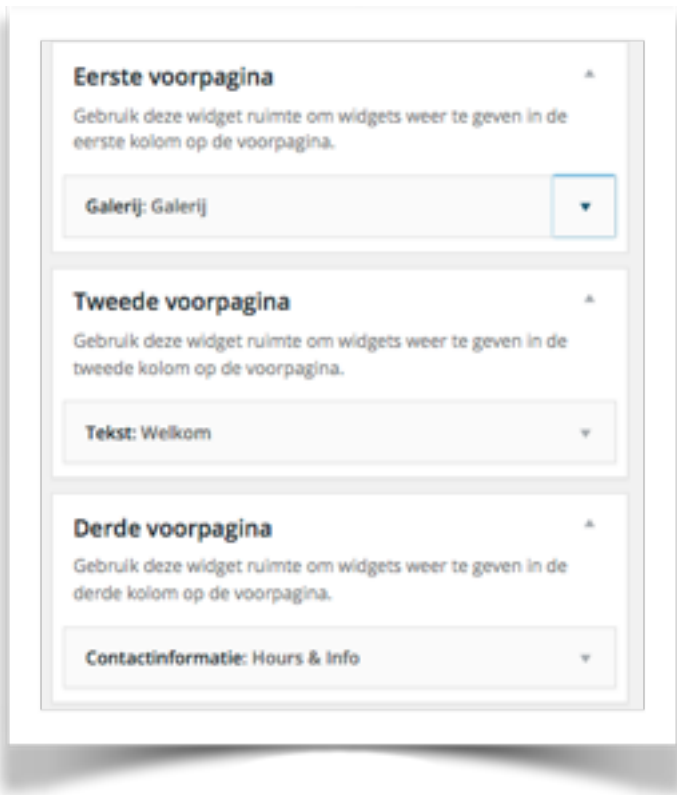 Eerste voorpagina
Gebruik deze widget ruimte om widgets weer te geven in de
eerste kolom op de voorpagina.
Galerij: Galerij
Tweede voorpagina
Gebruik deze widget ruimte om widgets weer te geven in de
tweede kolom op de voorpagina.
Tekst: Welkom
Derde voorpagina
Gebruik deze widget ruimte om widgets weer te geven in de
derde kolom op de voorpagina.
Contactinformatie: Hours & Info